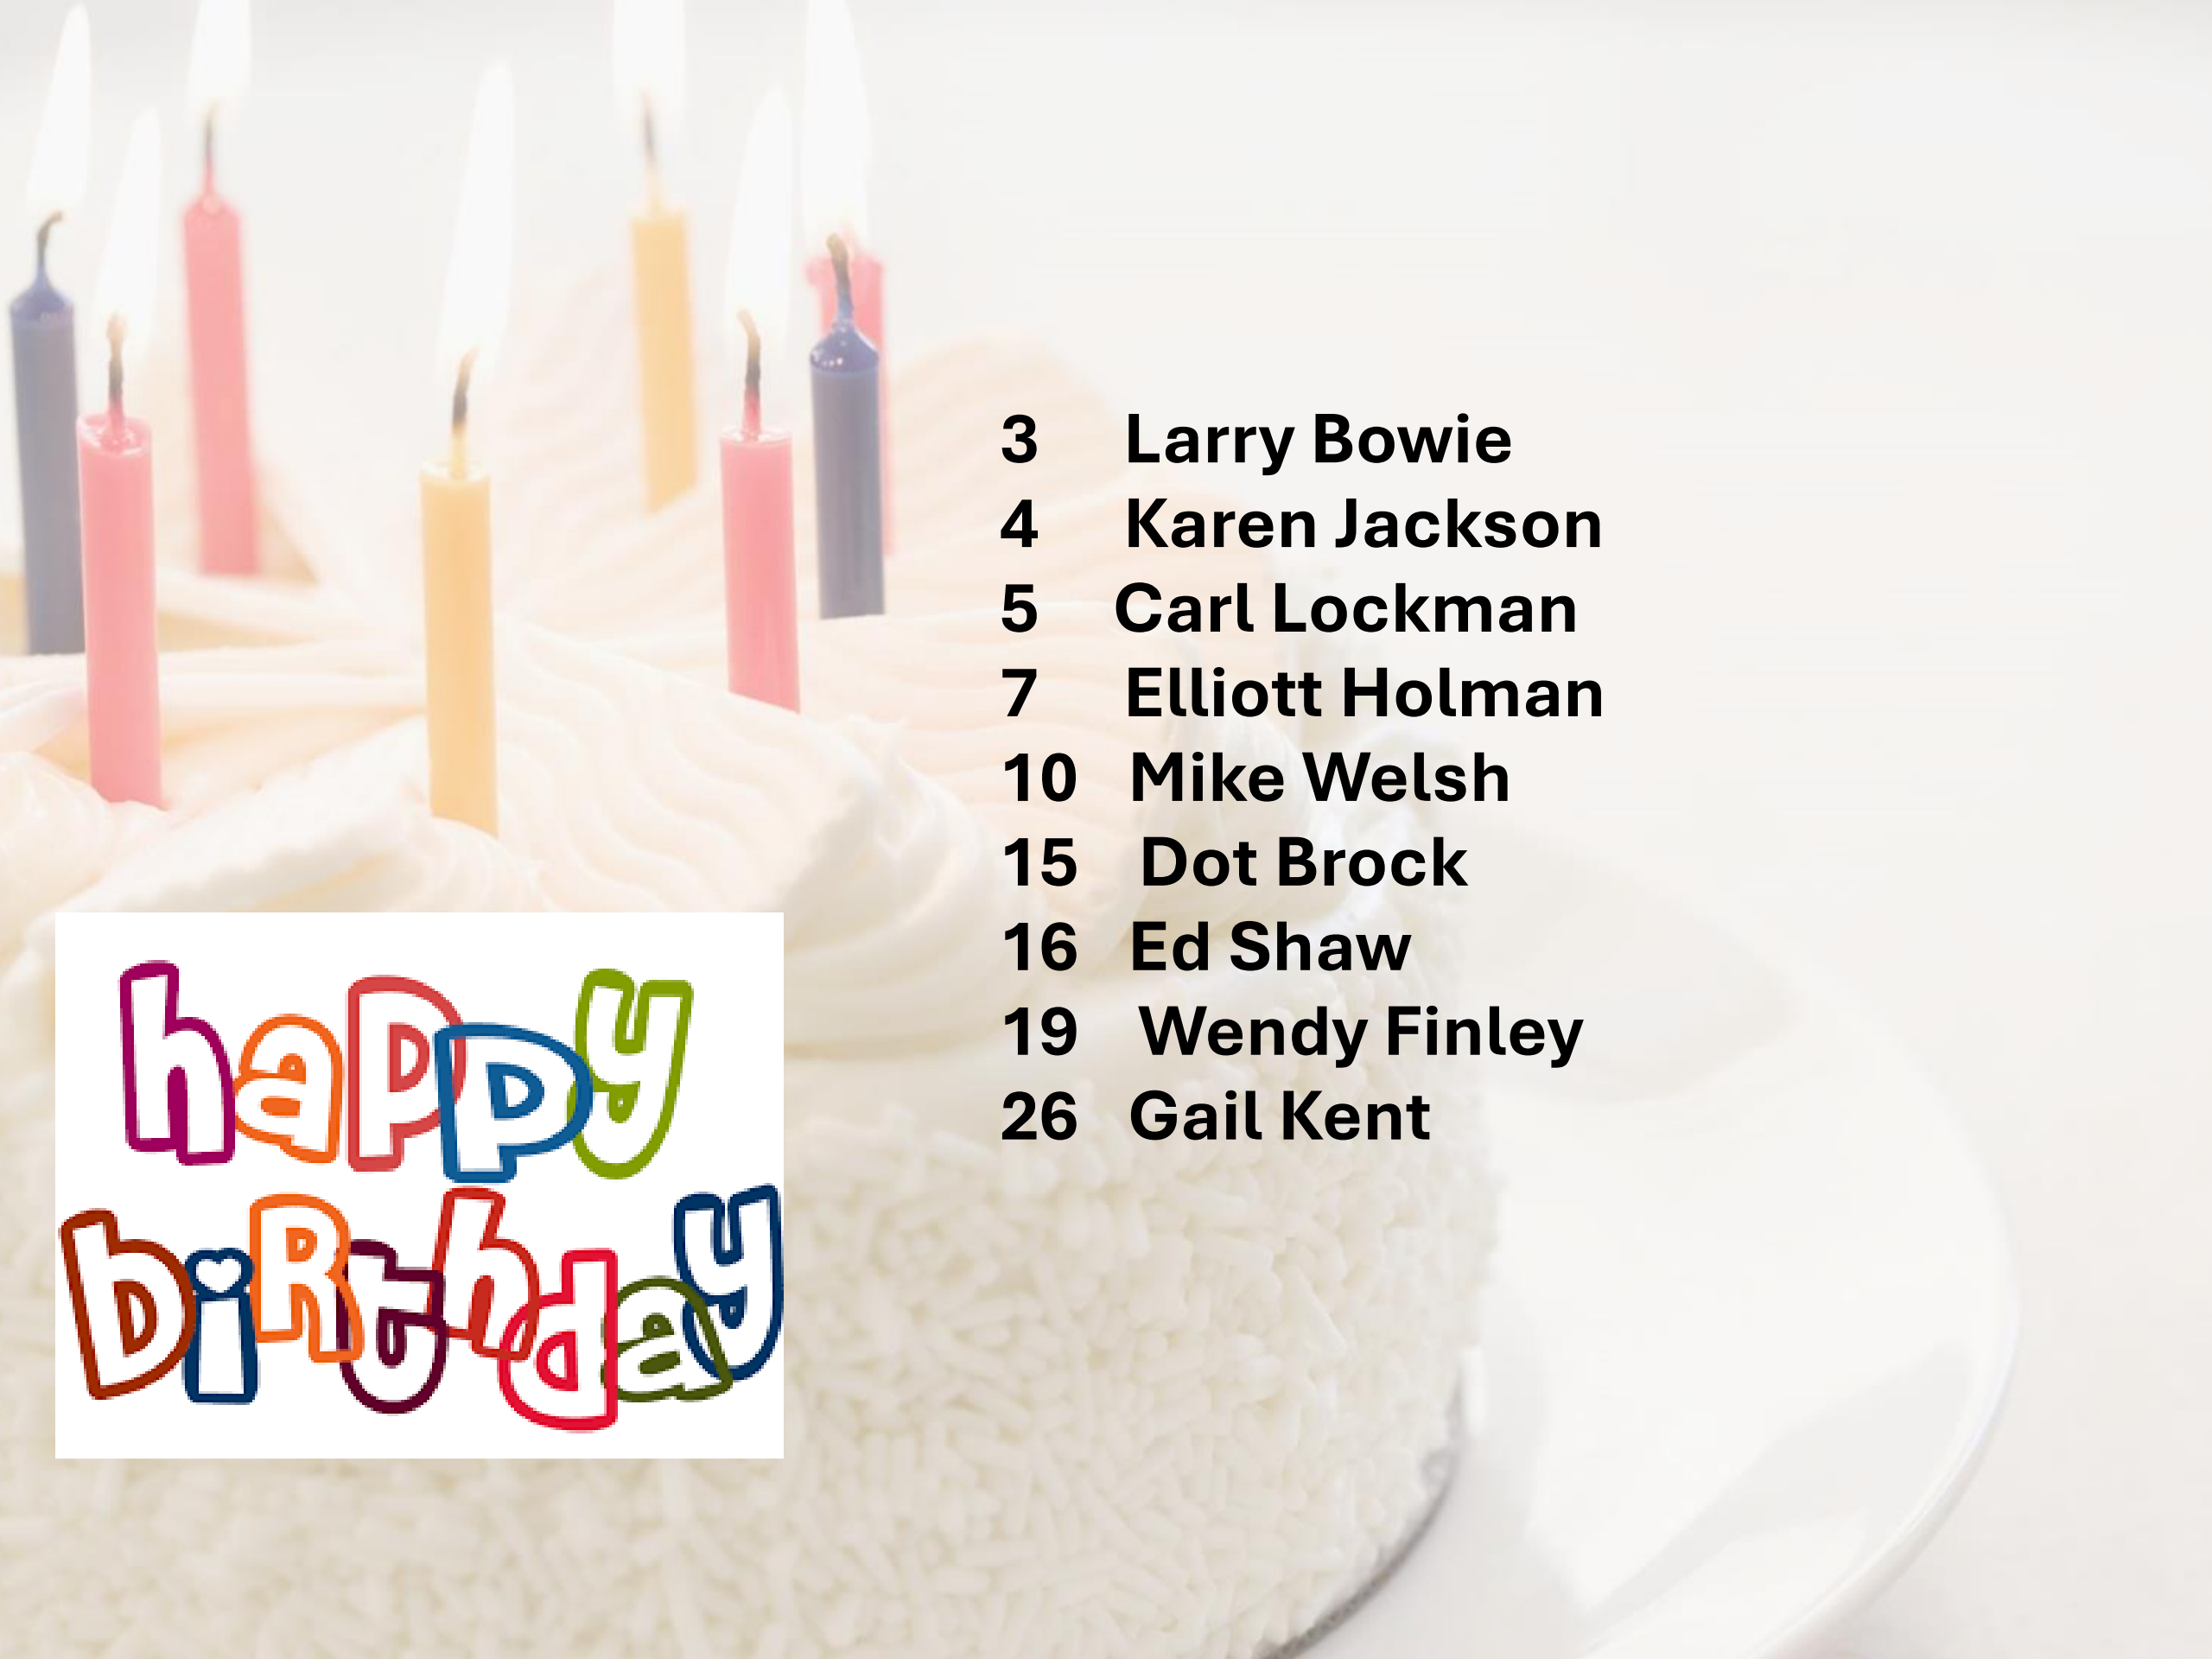 3 Larry Bowie
4 Karen Jackson
5 Carl Lockman
7 Elliott Holman
10 Mike Welsh
15 Dot Brock
16 Ed Shaw
19 Wendy Finley
26 Gail Kent
happy
biRthday